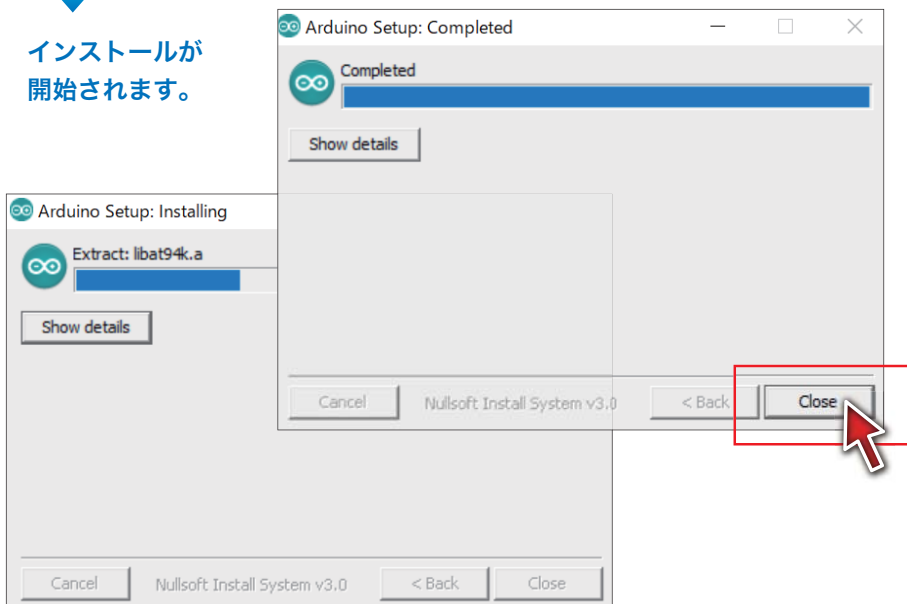 インストールが
開始されます。
Arduino Setup: Completed
Completed
Show details
Cancel
Nullsoft Install System v3.0
< Back
Close
Arduino Setup: Installing
Extract: libat94k.a
Show details
Cancel
Nullsoft Install System v3.0
< Back
Close